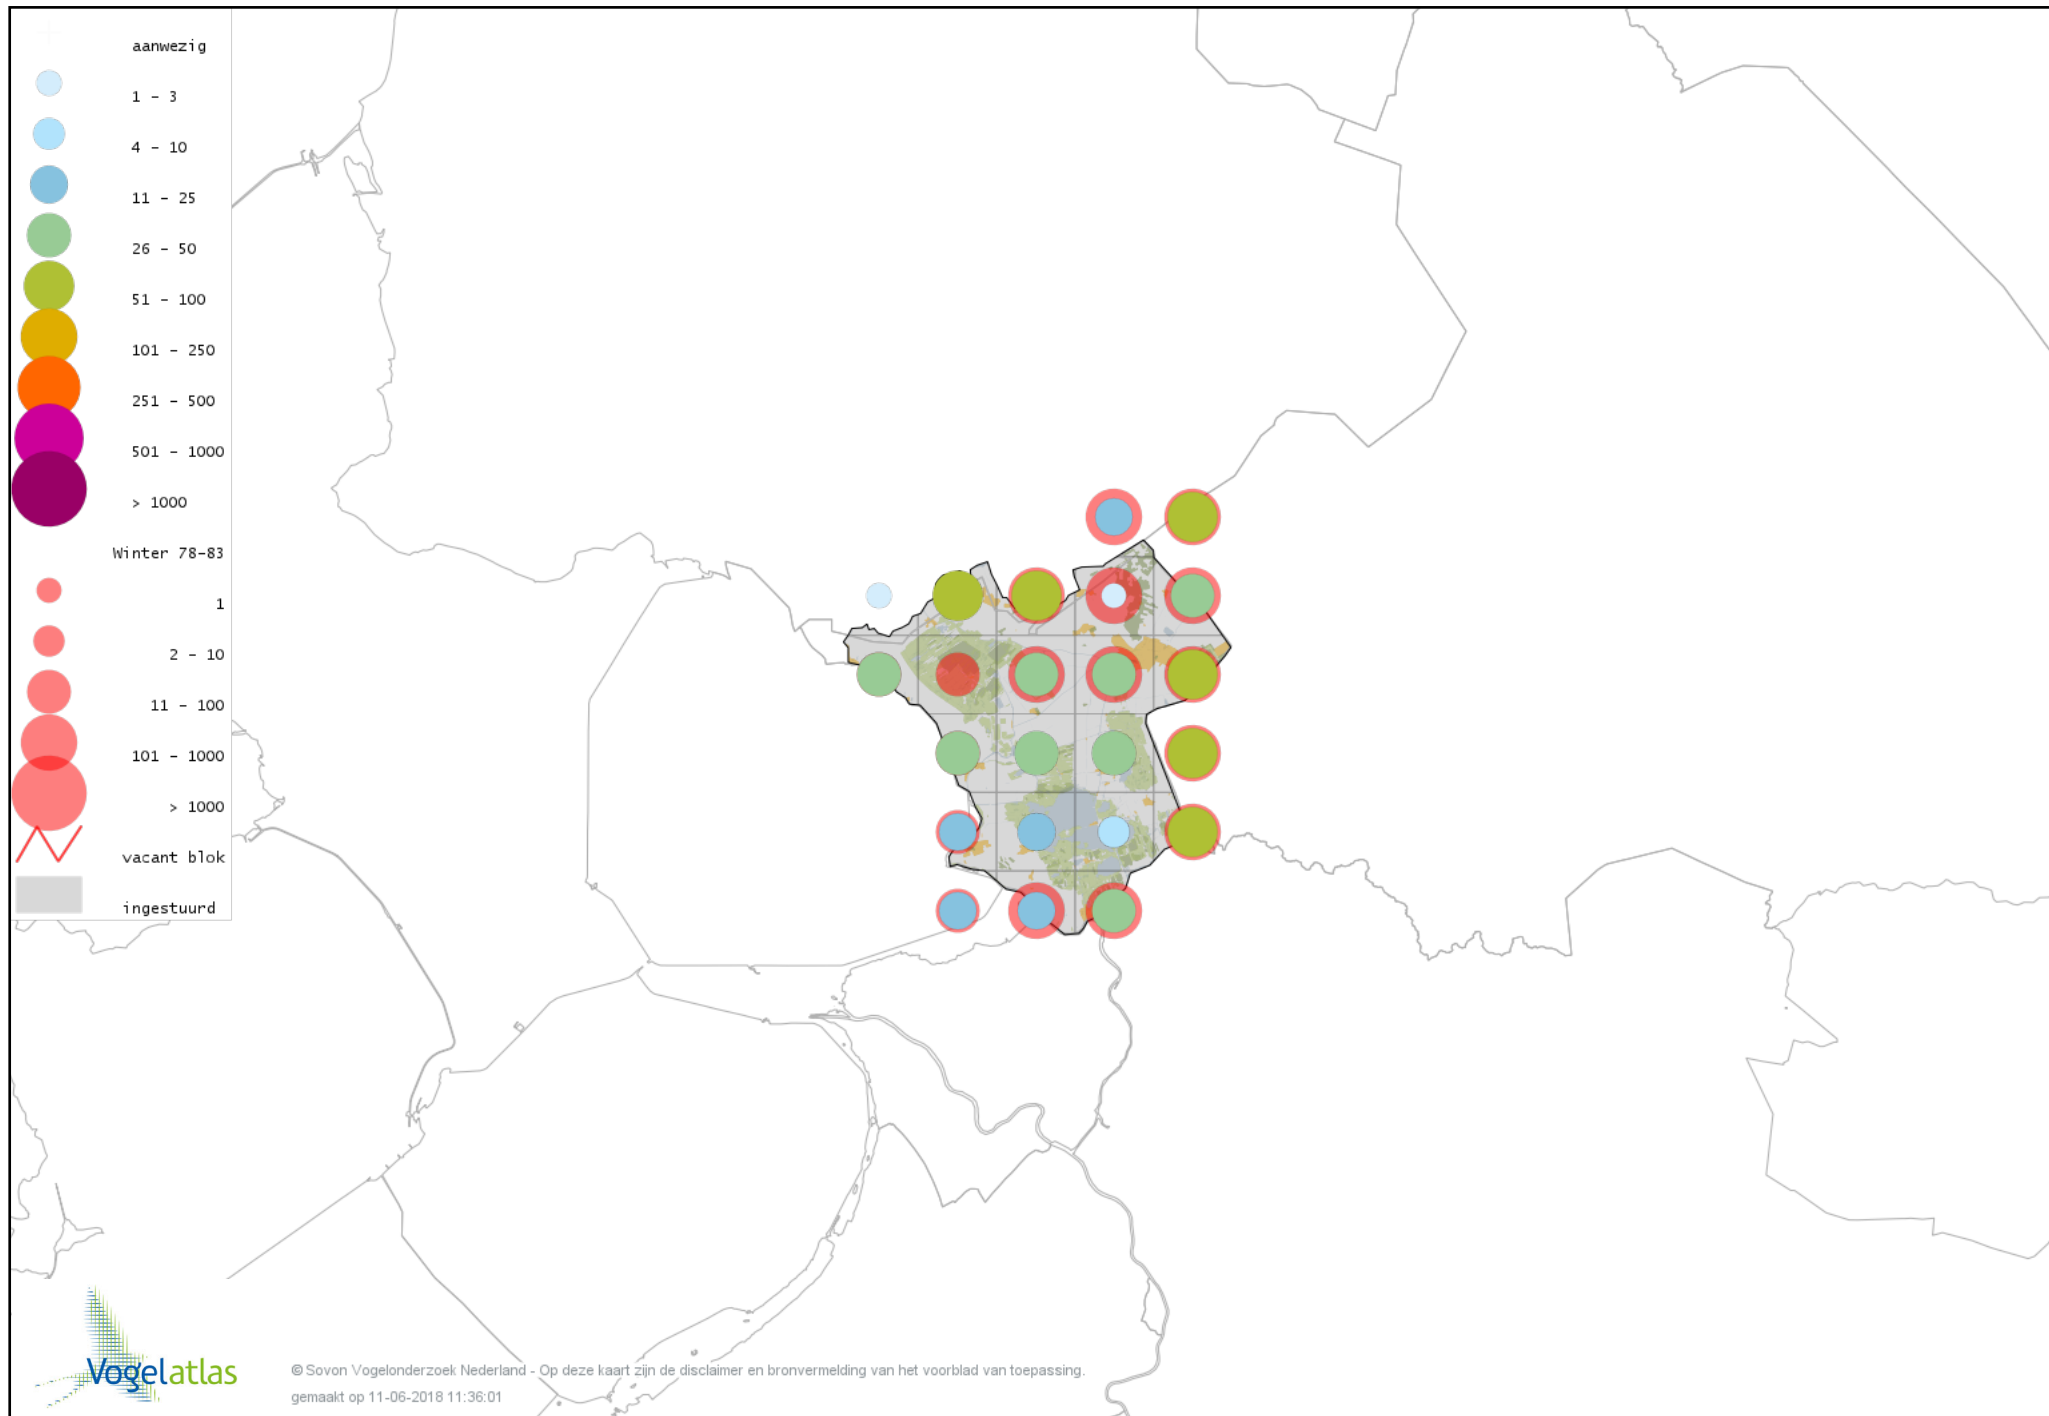 aanwezig
1 - 3
4 - 10
11 - 25
26 - 50
51 - 100
101 - 250
251 - 500
501 - 1000
> 1000
Winter 78-83
1
2 - 10
11 - 100
101 - 1000
> 1000
vacant blok
ingestuurd
Vogelatlas
© Sovon Vogelonderzoek Nederland - Op deze kaart zijn de disclaimer en bronvermelding van het voorblad van toepassing.
gemaakt op 11-06-2018 11:36:01